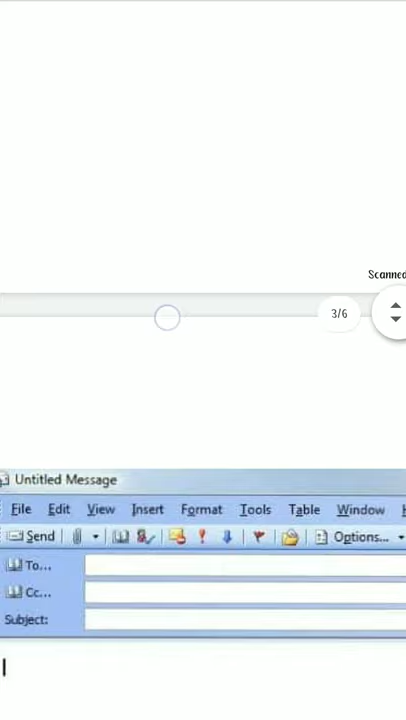 Scanned
3/6
Untitled Message
File Edit View Insert Format Tools Table Window
Send Options...
To...
Cc...
Subject: